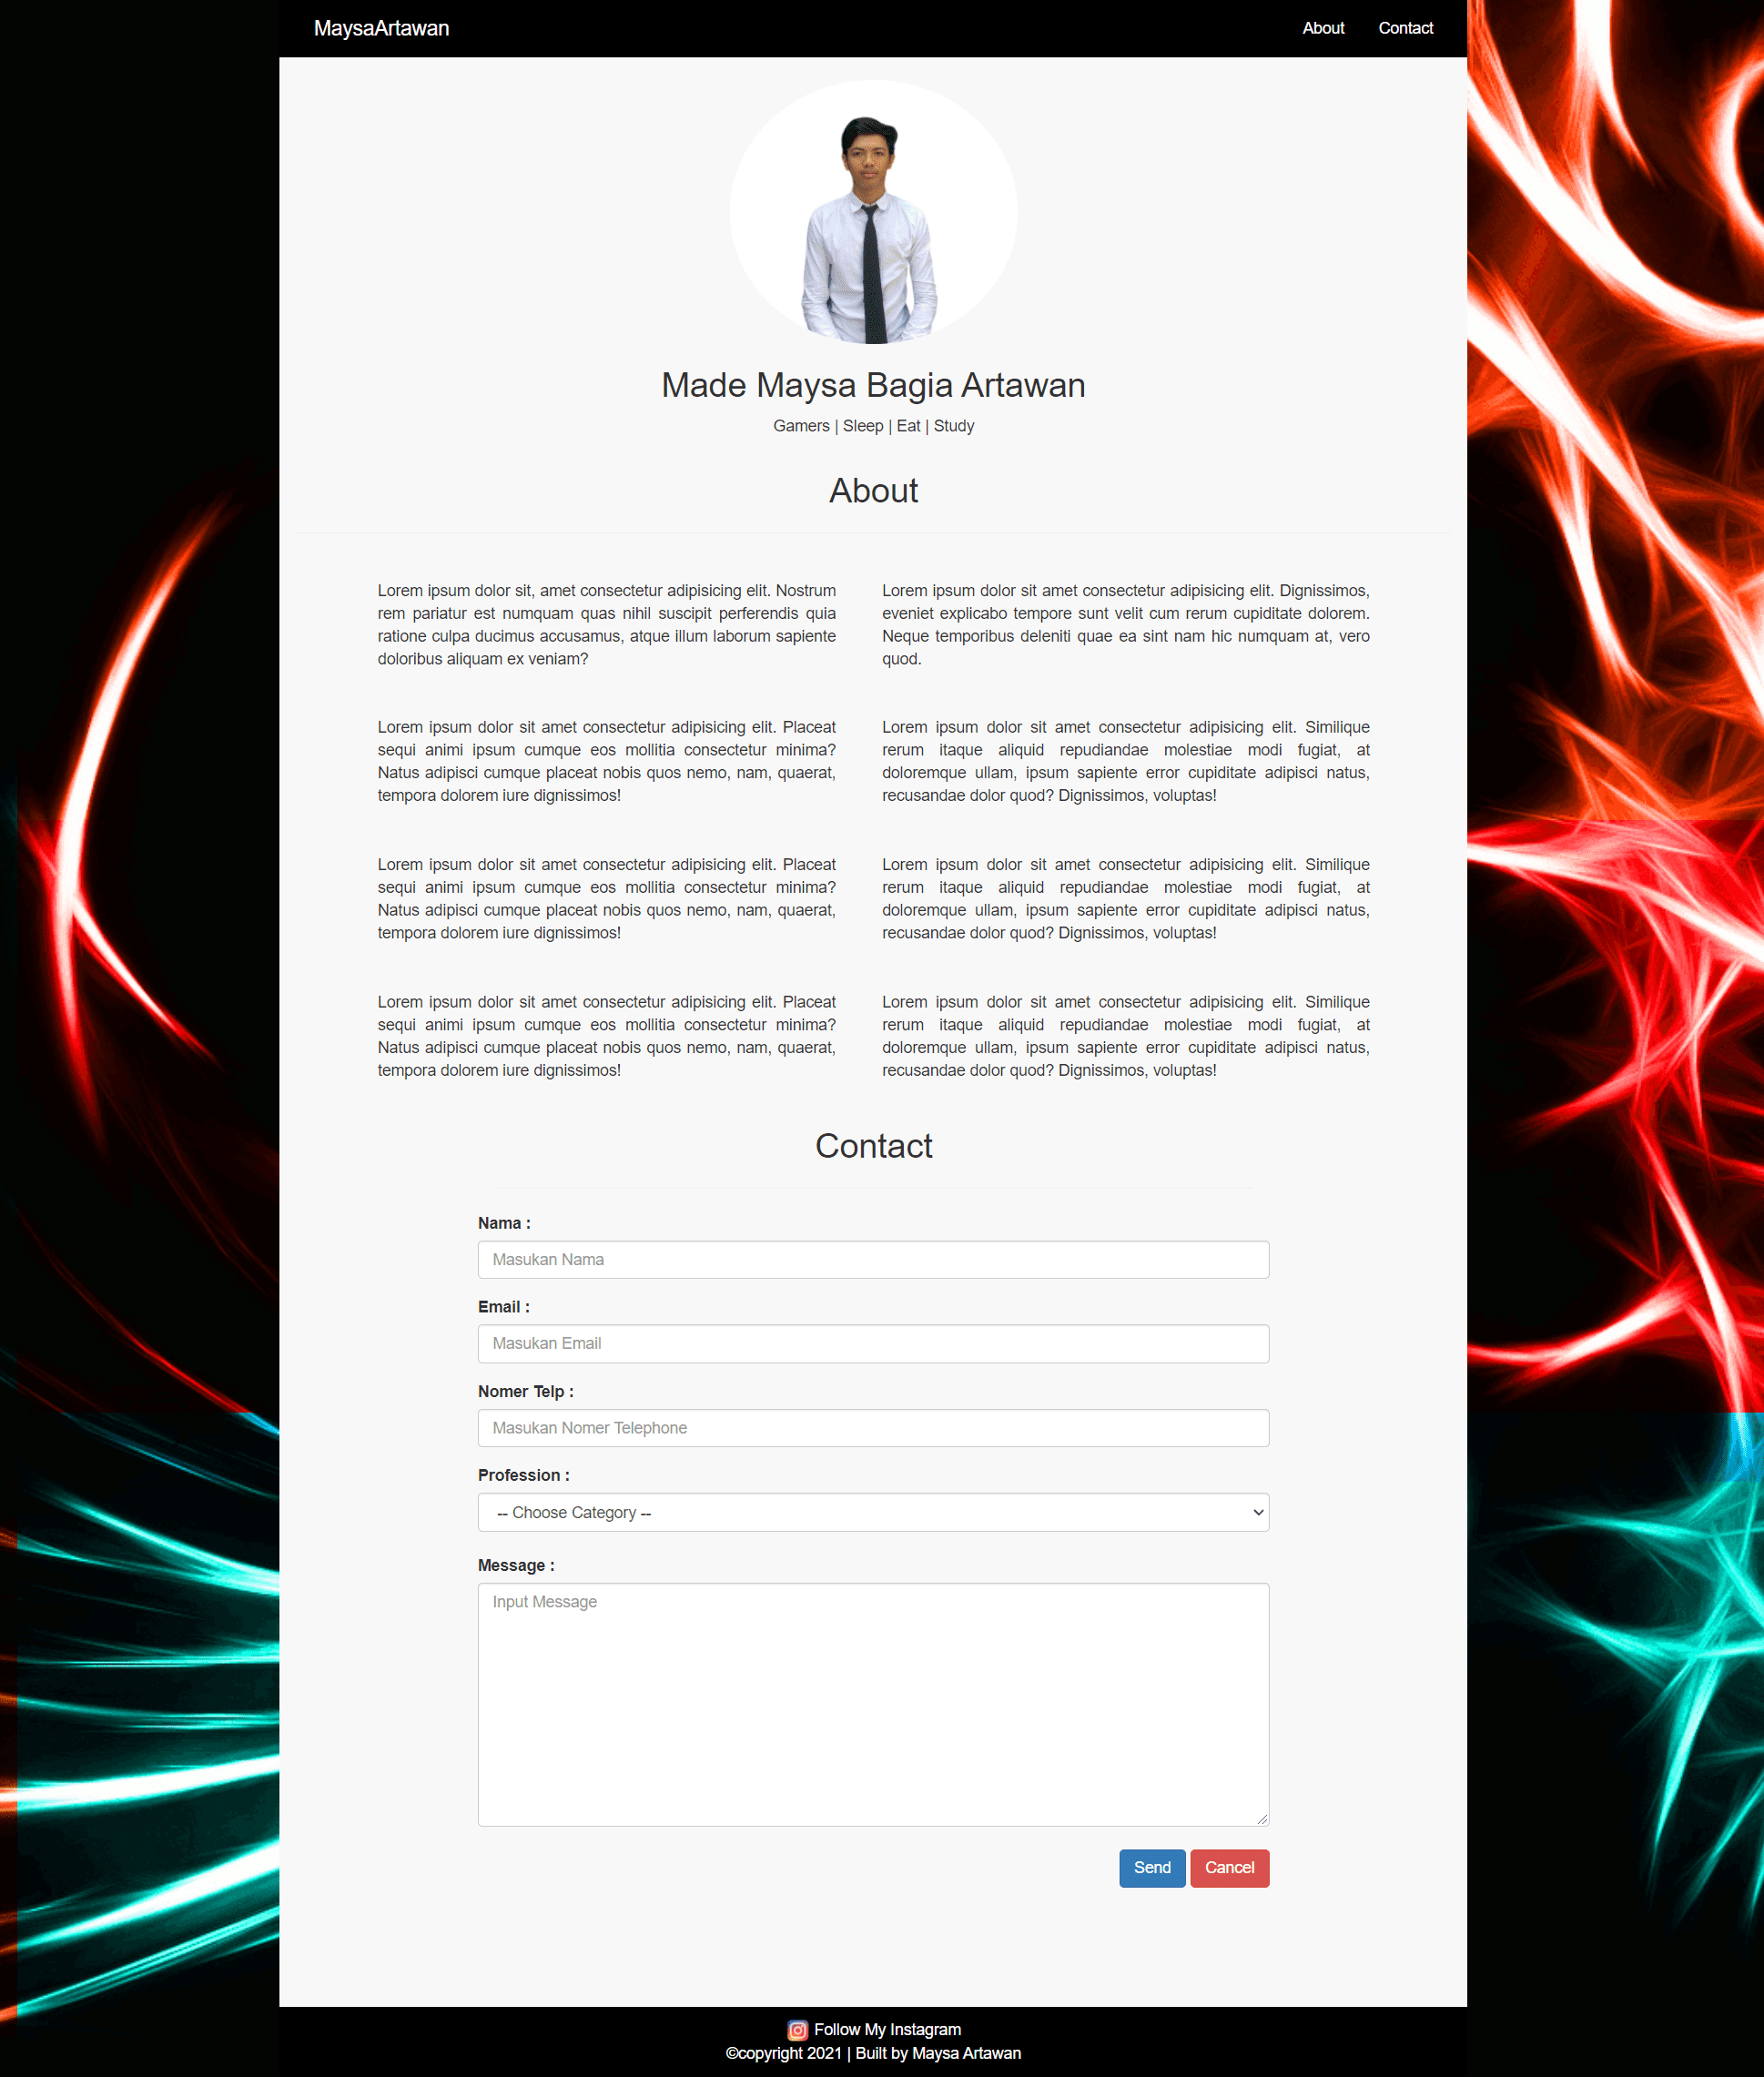 MaysaArtawan
About
Contact
Made Maysa Bagia Artawan
Gamers | Sleep | Eat | Study
About
Lorem ipsum dolor sit, amet consectetur adipisicing elit. Nostrum
rem pariatur est numquam quas nihil suscipit perferendis quia
ratione culpa ducimus accusamus, atque illum laborum sapiente
doloribus aliquam ex veniam?
Lorem ipsum dolor sit amet consectetur adipisicing elit. Dignissimos,
eveniet explicabo tempore sunt velit cum rerum cupiditate dolorem.
Neque temporibus deleniti quae ea sint nam hic numquam at, vero
quod.
Lorem ipsum dolor sit amet consectetur adipisicing elit. Placeat
sequi animi ipsum cumque eos mollitia consectetur minima?
Natus adipisci cumque placeat nobis quos nemo, nam, quaerat,
tempora dolorem iure dignissimos!
Lorem ipsum dolor sit amet consectetur adipisicing elit. Similique
rerum itaque aliquid repudiandae molestiae modi fugiat, at
doloremque ullam, ipsum sapiente error cupiditate adipisci natus,
recusandae dolor quod? Dignissimos, voluptas!
Lorem ipsum dolor sit amet consectetur adipisicing elit. Placeat
sequi animi ipsum cumque eos mollitia consectetur minima?
Natus adipisci cumque placeat nobis quos nemo, nam, quaerat,
tempora dolorem iure dignissimos!
Lorem ipsum dolor sit amet consectetur adipisicing elit. Similique
rerum itaque aliquid repudiandae molestiae modi fugiat, at
doloremque ullam, ipsum sapiente error cupiditate adipisci natus,
recusandae dolor quod? Dignissimos, voluptas!
Lorem ipsum dolor sit amet consectetur adipisicing elit. Placeat
sequi animi ipsum cumque eos mollitia consectetur minima?
Natus adipisci cumque placeat nobis quos nemo, nam, quaerat,
tempora dolorem iure dignissimos!
Lorem ipsum dolor sit amet consectetur adipisicing elit. Similique
rerum itaque aliquid repudiandae molestiae modi fugiat, at
doloremque ullam, ipsum sapiente error cupiditate adipisci natus,
recusandae dolor quod? Dignissimos, voluptas!
Contact
Nama :
Masukan Nama
Email :
Masukan Email
Nomer Telp :
Masukan Nomer Telephone
Profession :
-- Choose Category --
Message :
Input Message
Send
Cancel
Follow My Instagram
©copyright 2021 | Built by Maysa Artawan